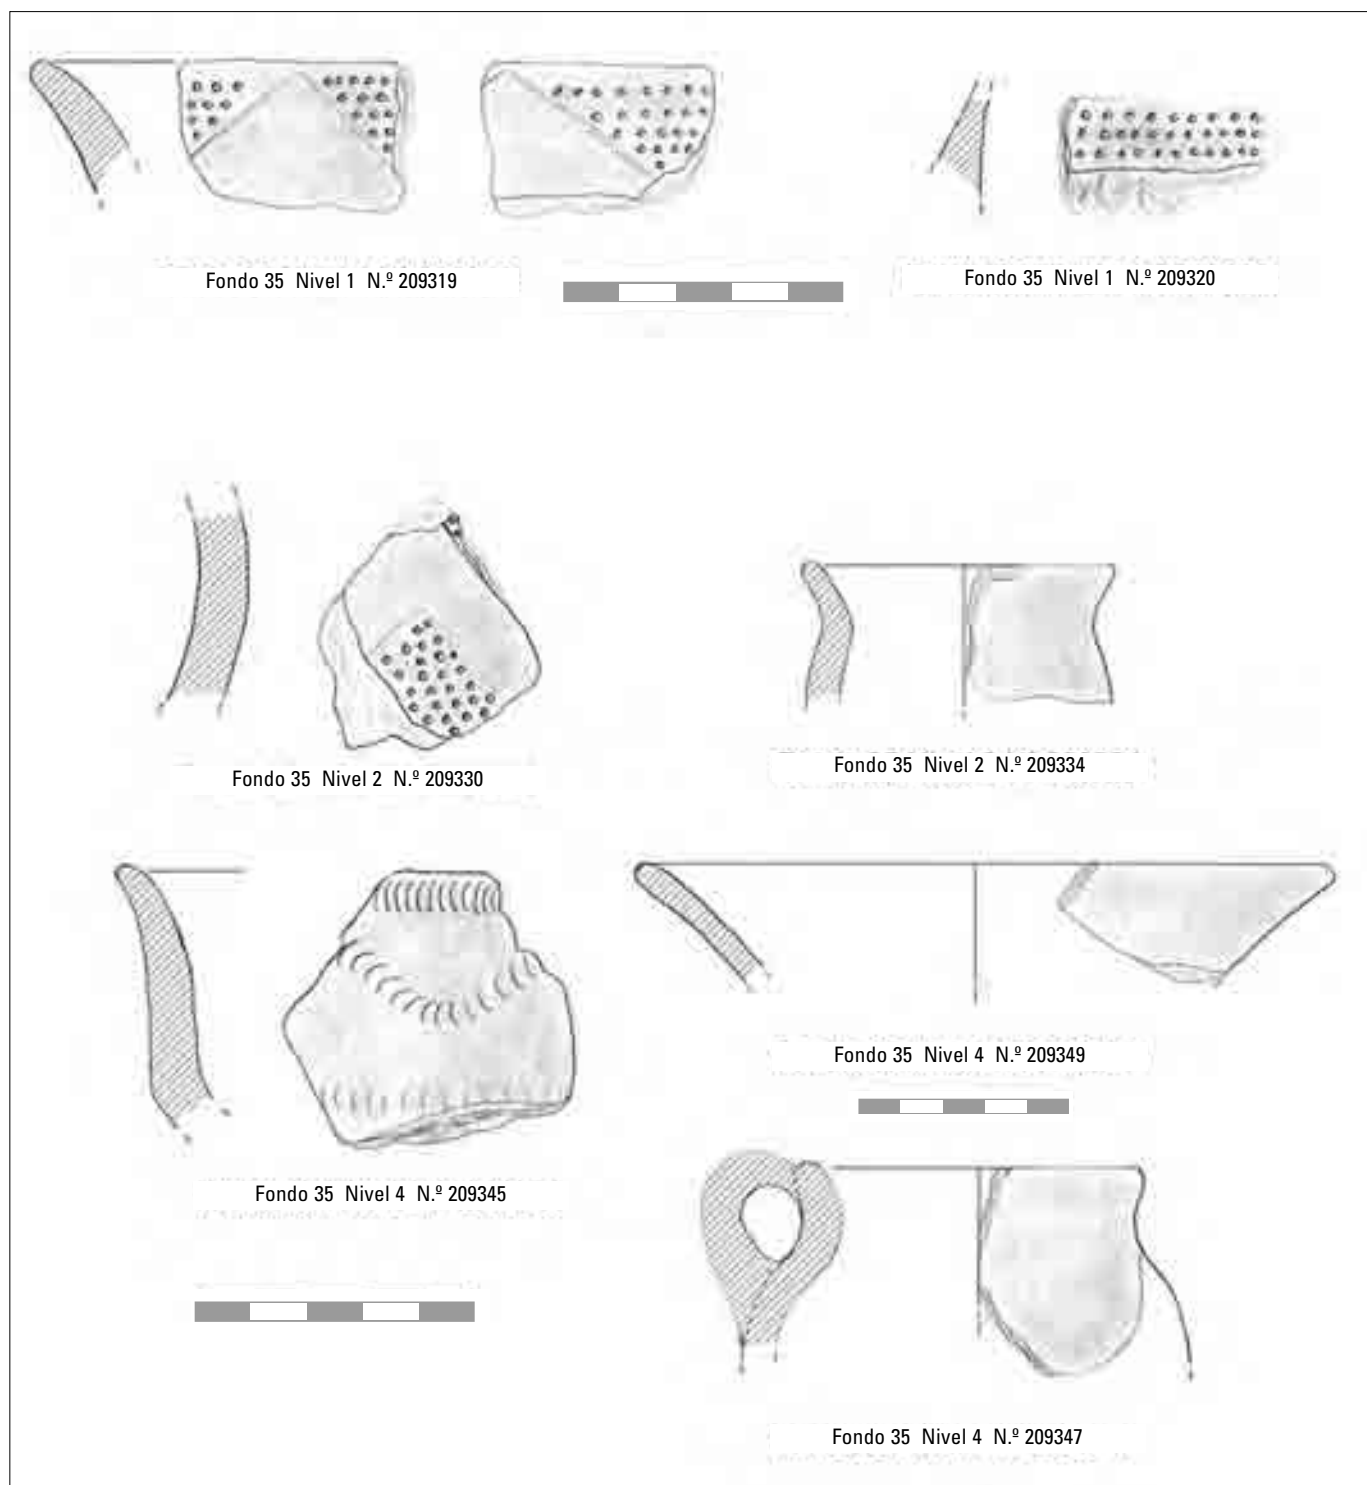 Fondo 35 Nivel 1 N.º 209319
Fondo 35 Nivel 1 N.º 209320
Fondo 35 Nivel 2 N.º 209330
Fondo 35 Nivel 2 N.º 209334
Fondo 35 Nivel 4 N.º 209349
Fondo 35 Nivel 4 N.º 209345
Fondo 35 Nivel 4 N.º 209347